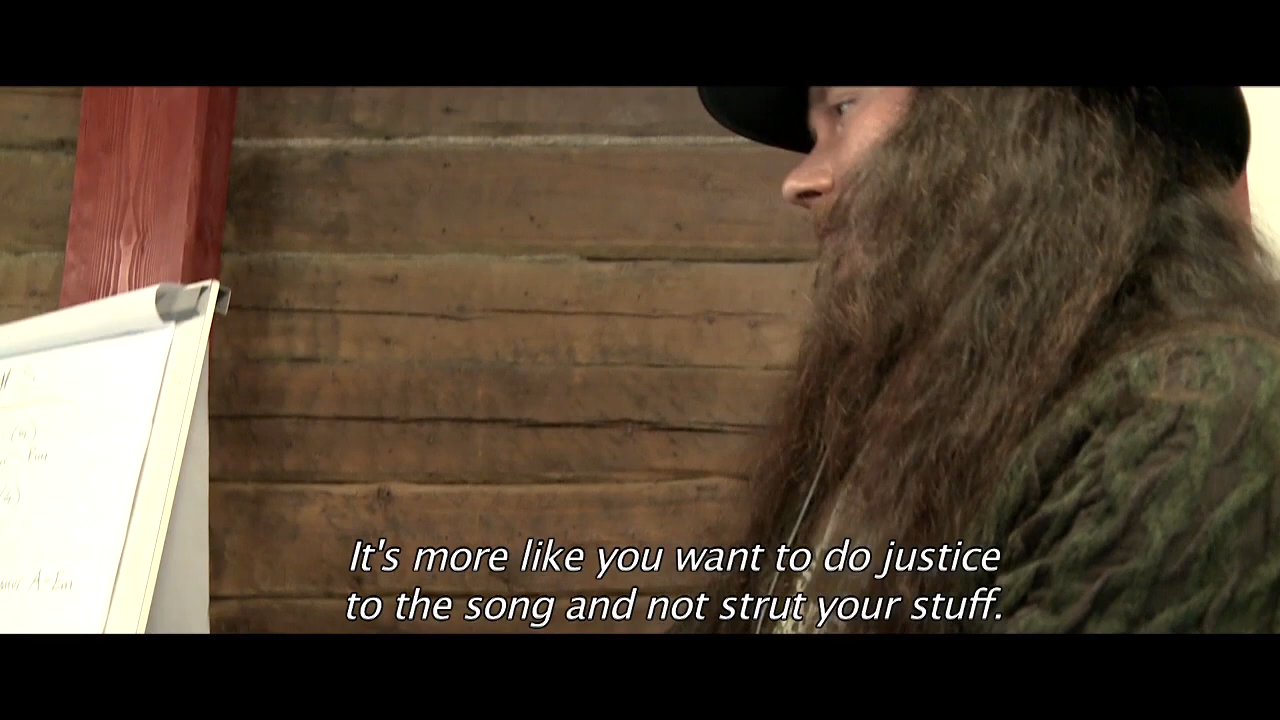 It's more like you want to do justice
to the song and not strut your stuff.